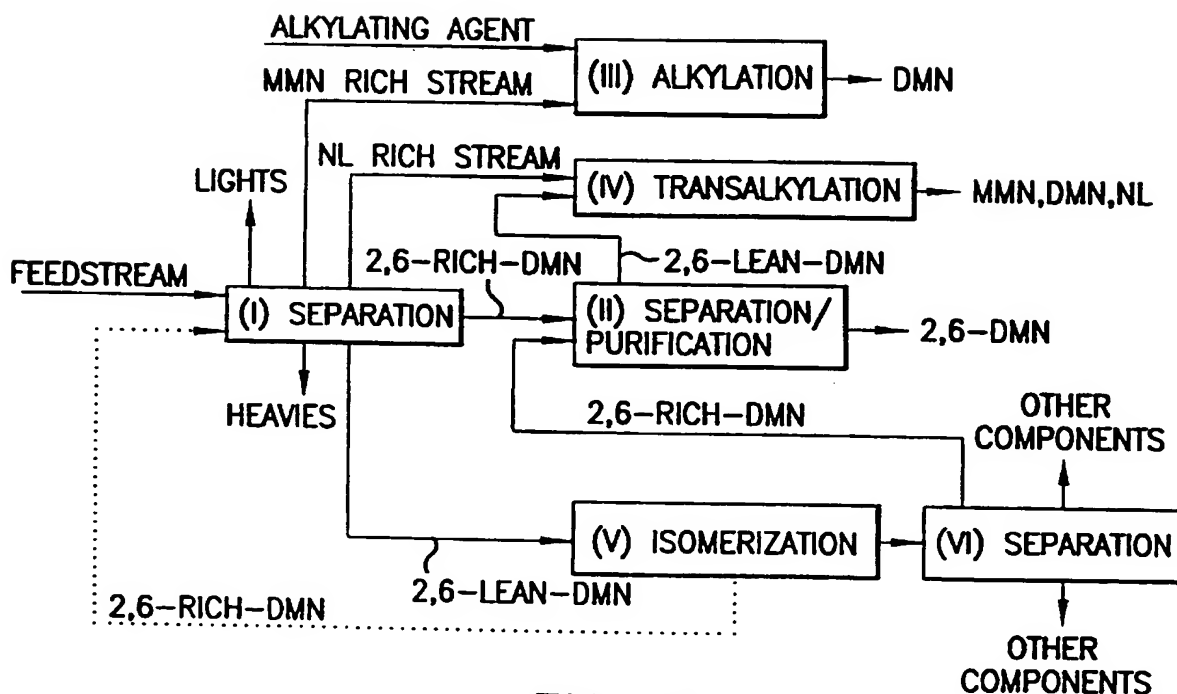 ALKYLATING AGENT
(III) ALKYLATION
DMN
MMN RICH STREAM
NL RICH STREAM
LIGHTS
(IV) TRANSALKYLATION
MMN,DMN,NL
2,6-RICH-DMN
2,6-LEAN-DMN
FEEDSTREAM
(I) SEPARATION
(II) SEPARATION/
PURIFICATION
2,6-DMN
HEAVIES
2,6-RICH-DMN
OTHER
COMPONENTS
(V) ISOMERIZATION
(VI) SEPARATION
2,6-LEAN-DMN
2,6-RICH-DMN
OTHER
COMPONENTS